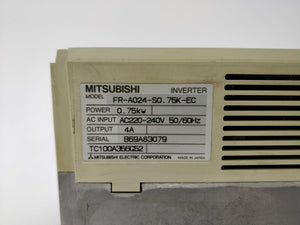 MITSUBISHI INVERTER
MODEL FR-A024-S0.75K-EC
POWER 0.75kW
AC INPUT AC220-240V 50/60Hz
OUTPUT 4A
SERIAL B69A83079
TC100A356G52
MITSUBISHI ELECTRIC CORPORATION MADE IN JAPAN